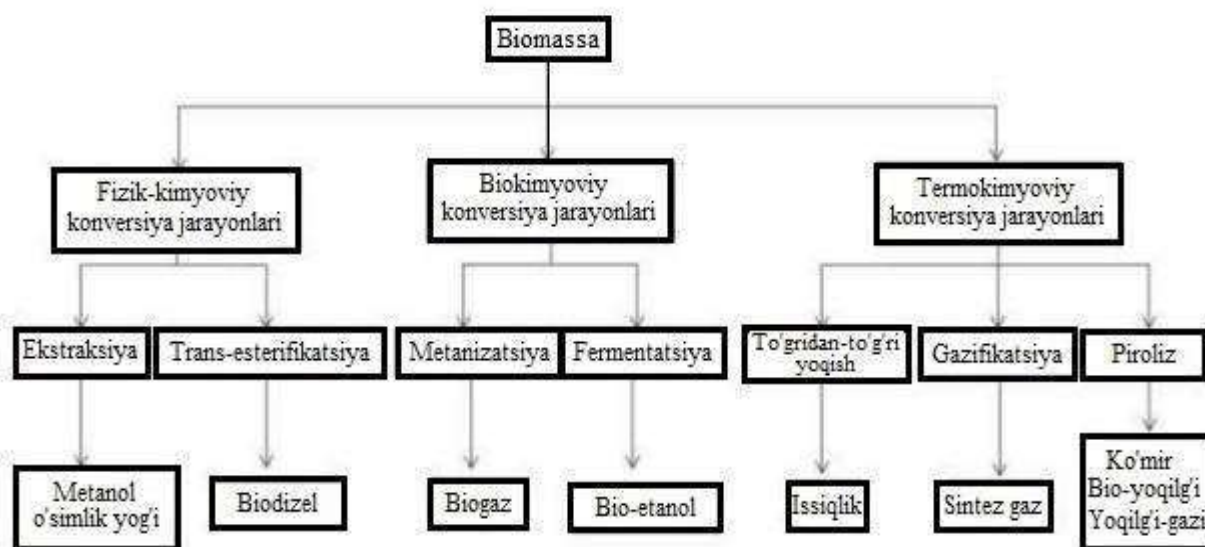 Biomassa
Fizik-kimyoviy
konversiya jarayonlari
Biokimyoviy
konversiya jarayonlari
Termokimyoviy
konversiya jarayonlari
Ekstraksiya
Trans-esterifikatsiya
Metanizatsiya
Fermentatsiya
To'gridan-to'g'ri
yoqish
Gazifikatsiya
Piroliz
Metanol
o'simlik yog'i
Biodizel
Biogaz
Bio-etanol
Issiqlik
Sintez gaz
Ko'mir
Bio-yoqilg'i
Yoqilg'i-gazi